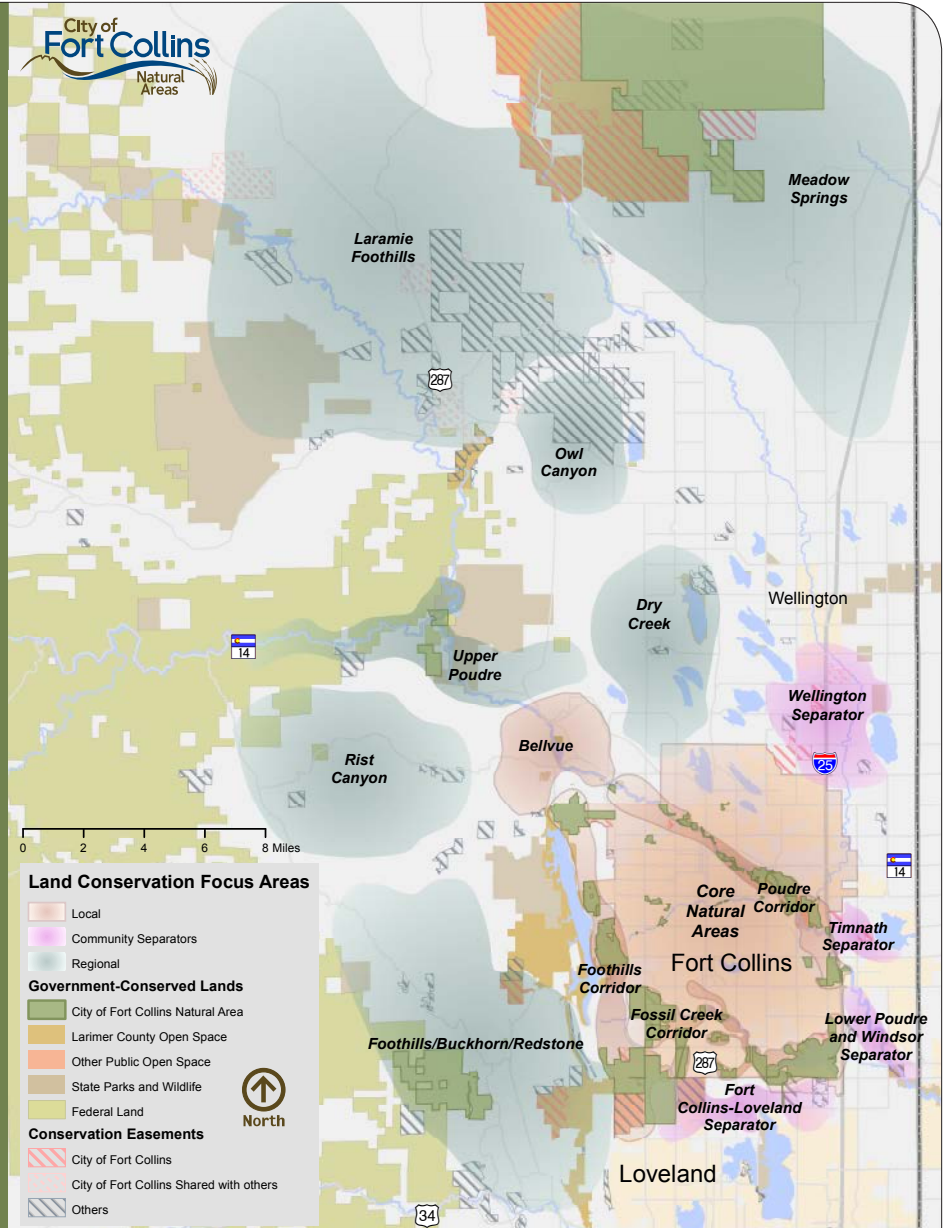 City of
Fort Collins
Natural
Areas
Meadow
Springs
Laramie
Foothills
287
Owl
Canyon
Dry
Creek
Wellington
14
Upper
Poudre
Wellington
Separator
Bellvue
Rist
Canyon
25
0 2 4 6 8 Miles
14
Core
Natural
Areas
Poudre
Corridor
Timnath
Separator
Fort Collins
Foothills
Corridor
Fossil Creek
Corridor
Lower Poudre
and Windsor
Separator
Foothills/Buckhorn/Redstone
287
Fort
Collins-Loveland
Separator
Loveland
34
Land Conservation Focus Areas
Local
Community Separators
Regional
Government-Conserved Lands
City of Fort Collins Natural Area
Larimer County Open Space
Other Public Open Space
State Parks and Wildlife
Federal Land
North
Conservation Easements
City of Fort Collins
City of Fort Collins Shared with others
Others